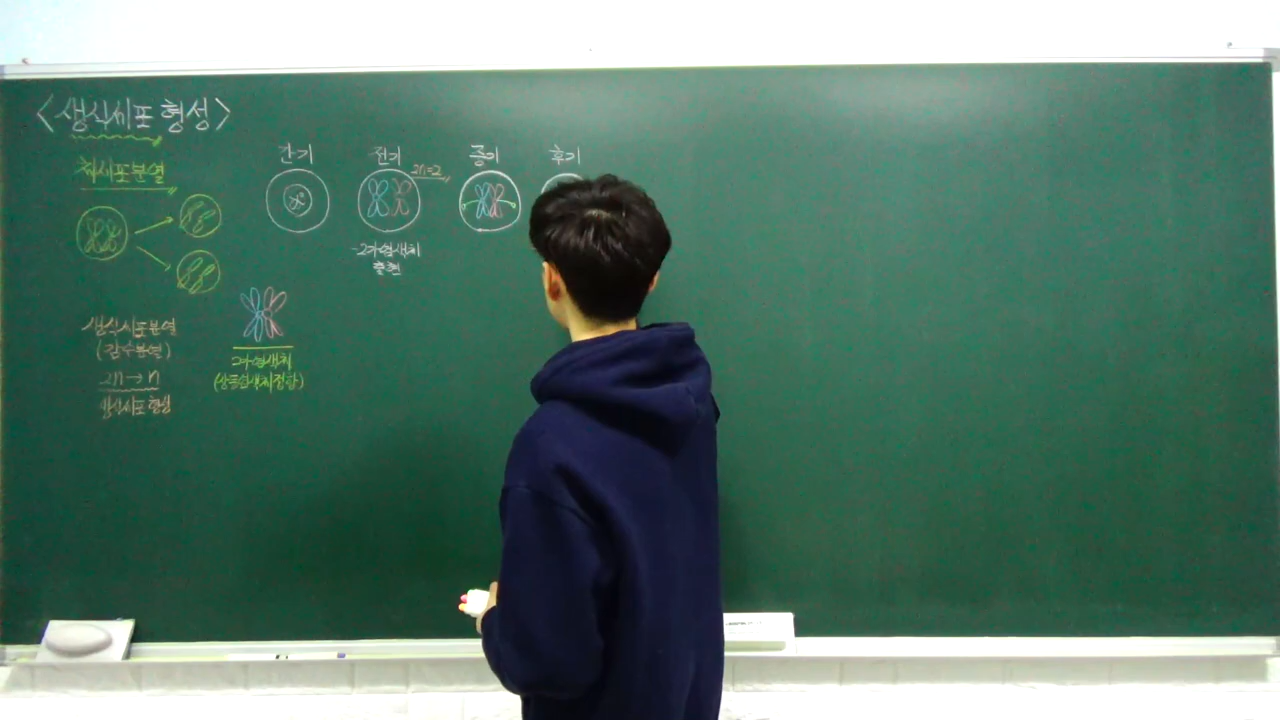 <생식세포 형성>
체세포분열
간기
전기
중기
후기
2n=2
-2가염색체
출현
생식세포분열
(감수분열)
2n→n
생식세포 형성
2가염색체
(상동염색체 접합)